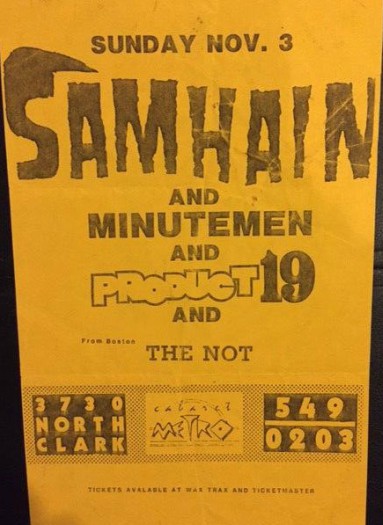 SUNDAY NOV. 3
SAMHAIN
AND
MINUTEMEN
AND
PRODUCT 19
AND
From Boston
THE NOT
3730
NORTH
CLARK
cabaret
METRO
549
0203
TICKETS AVALABLE AT WAX TRAX AND TICKETMASTER